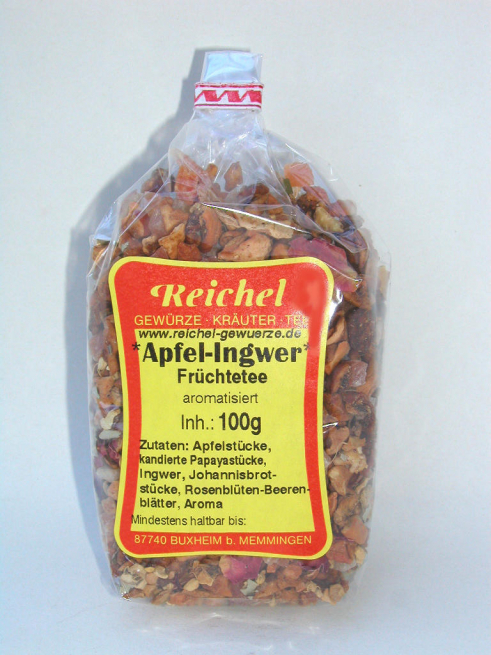 Reichel
GEWÜRZE · KRÄUTER · TEE
www.reichel-gewuerze.de
*Apfel-Ingwer*
Früchtetee
aromatisiert
Inh.: 100g
Zutaten: Apfelstücke,
kandierte Papayastücke,
Ingwer, Johannisbrot-
stücke, Rosenblüten-Beeren-
blätter, Aroma
Mindestens haltbar bis:
87740 BUXHEIM b. MEMMINGEN